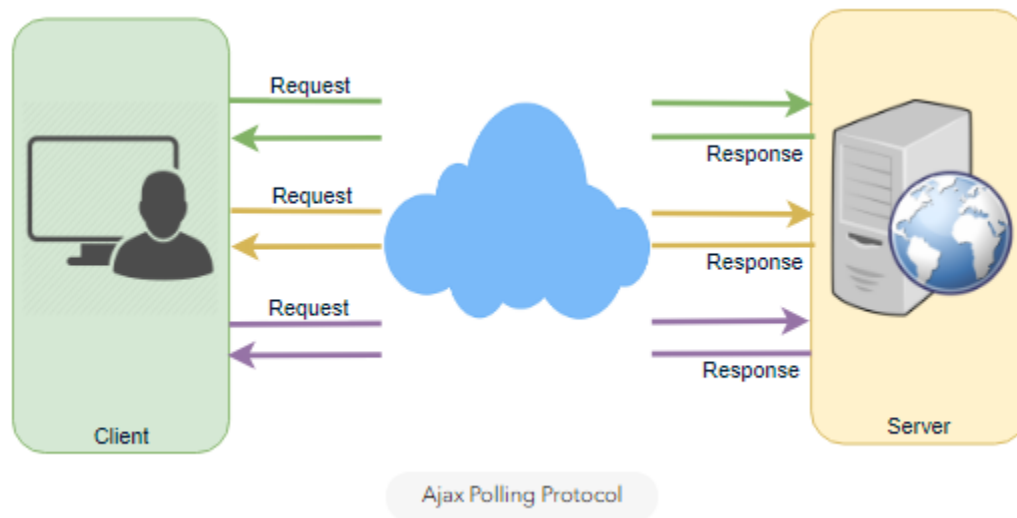 Request
Response
Request
Response
Request
Response
Client
Server
Ajax Polling Protocol